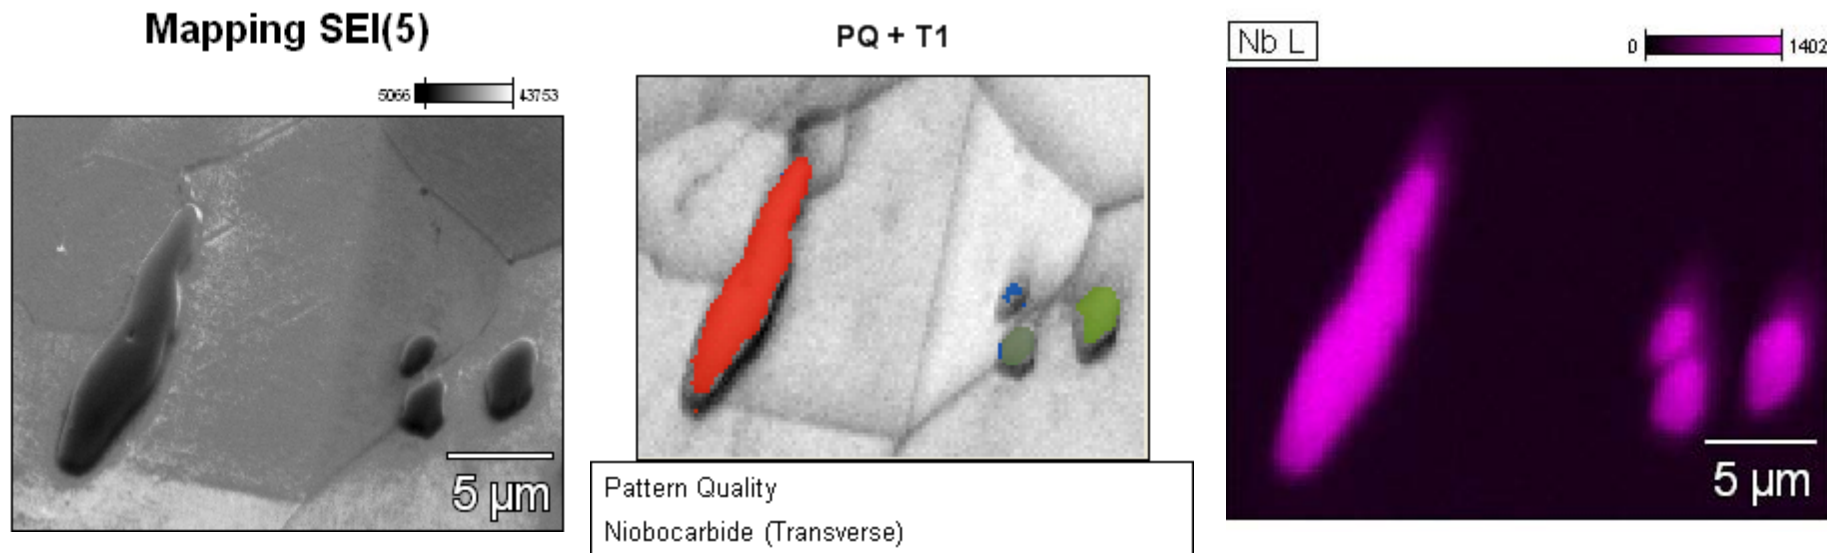 Mapping SEI(5)
5066 43753
5 µm
PQ + T1
Pattern Quality
Niobocarbide (Transverse)
Nb L
0 1402
5 µm